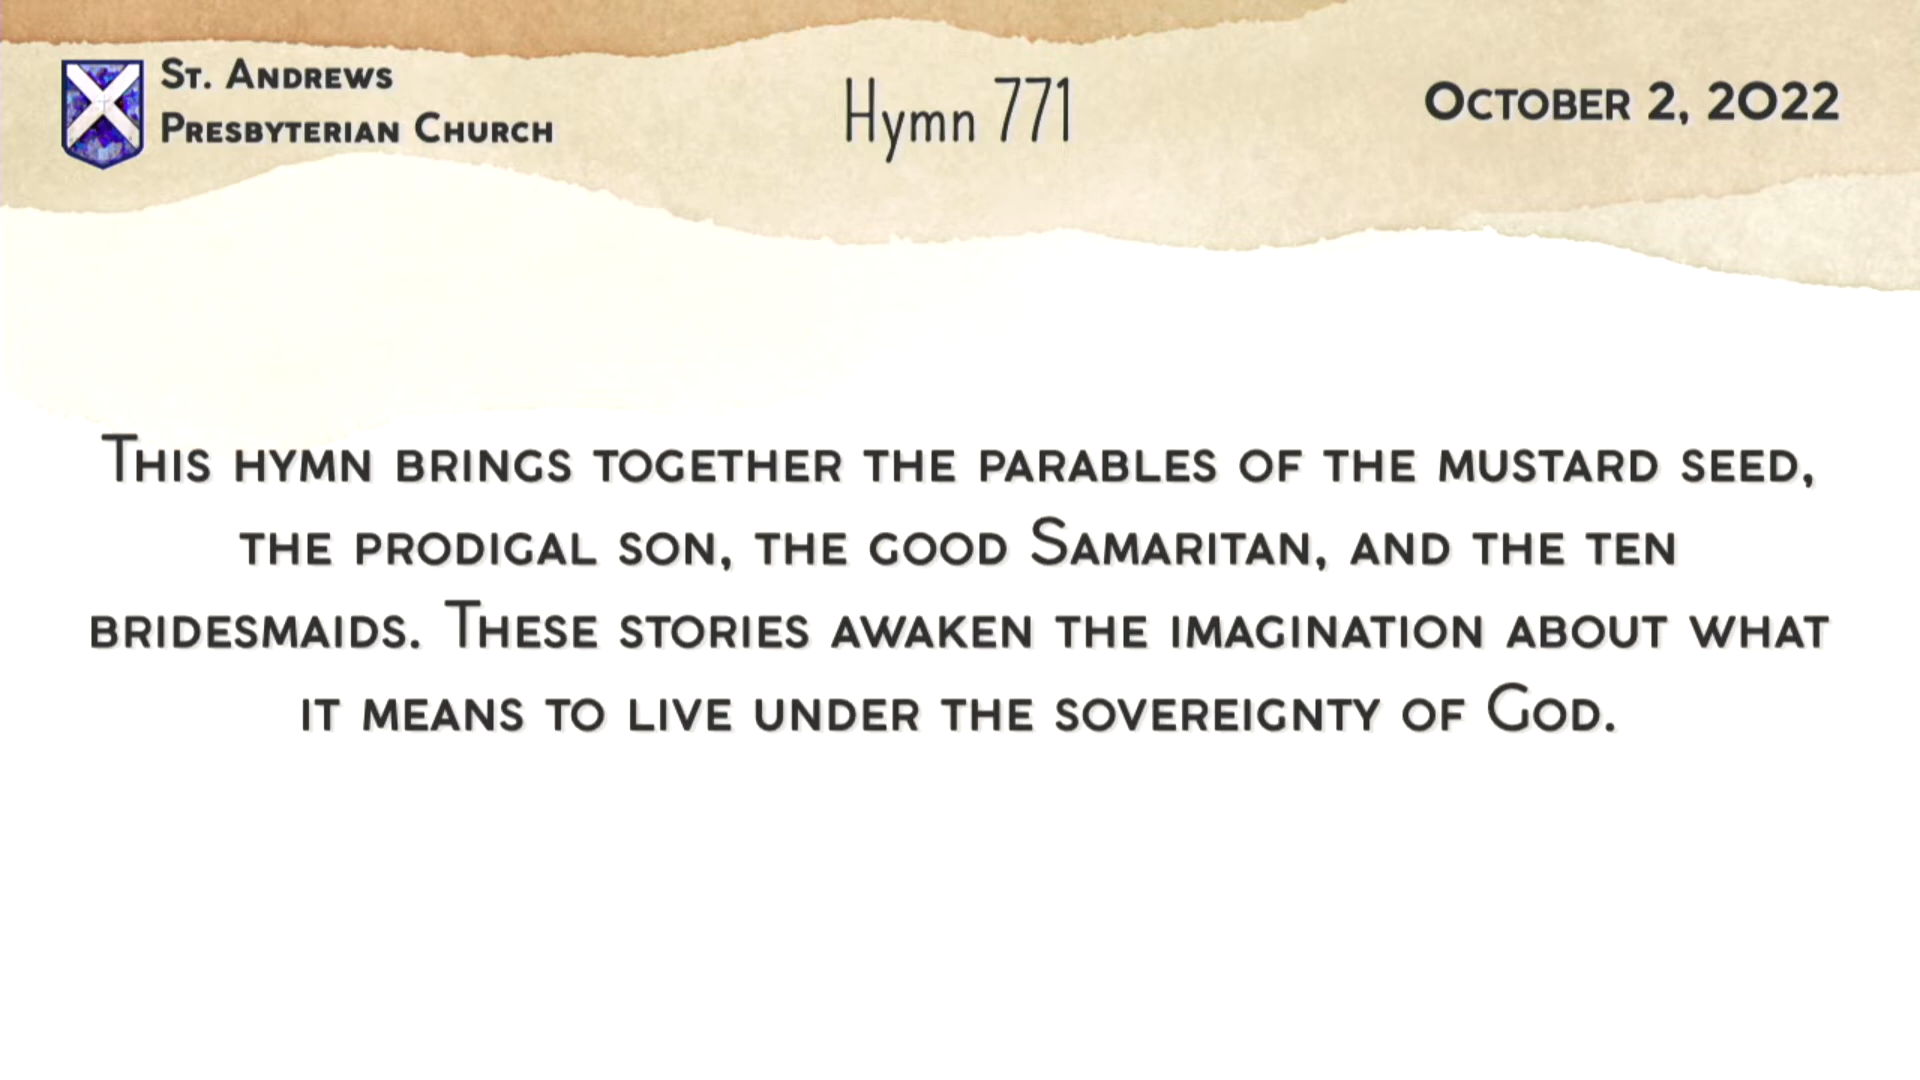 St. Andrews
Presbyterian Church
Hymn 771
October 2, 2022
This hymn brings together the parables of the mustard seed,
the prodigal son, the good Samaritan, and the ten
bridesmaids. These stories awaken the imagination about what
it means to live under the sovereignty of God.